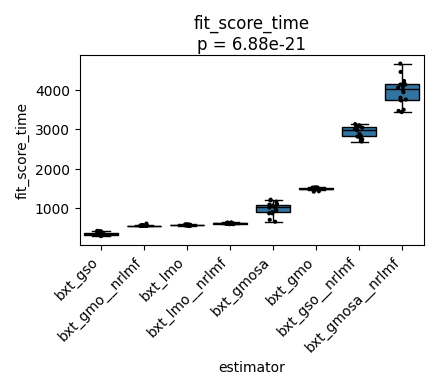 fit_score_time
p = 6.88e-21
fit_score_time
4000
3000
2000
1000
bxt_gso
bxt_gmo__nrlmf
bxt_lmo
bxt_lmo__nrlmf
bxt_gmosa
bxt_gmo
bxt_gso__nrlmf
bxt_gmosa__nrlmf
estimator